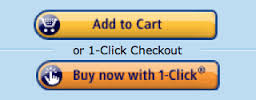 Add to Cart
or 1-Click Checkout
Buy now with 1-Click®